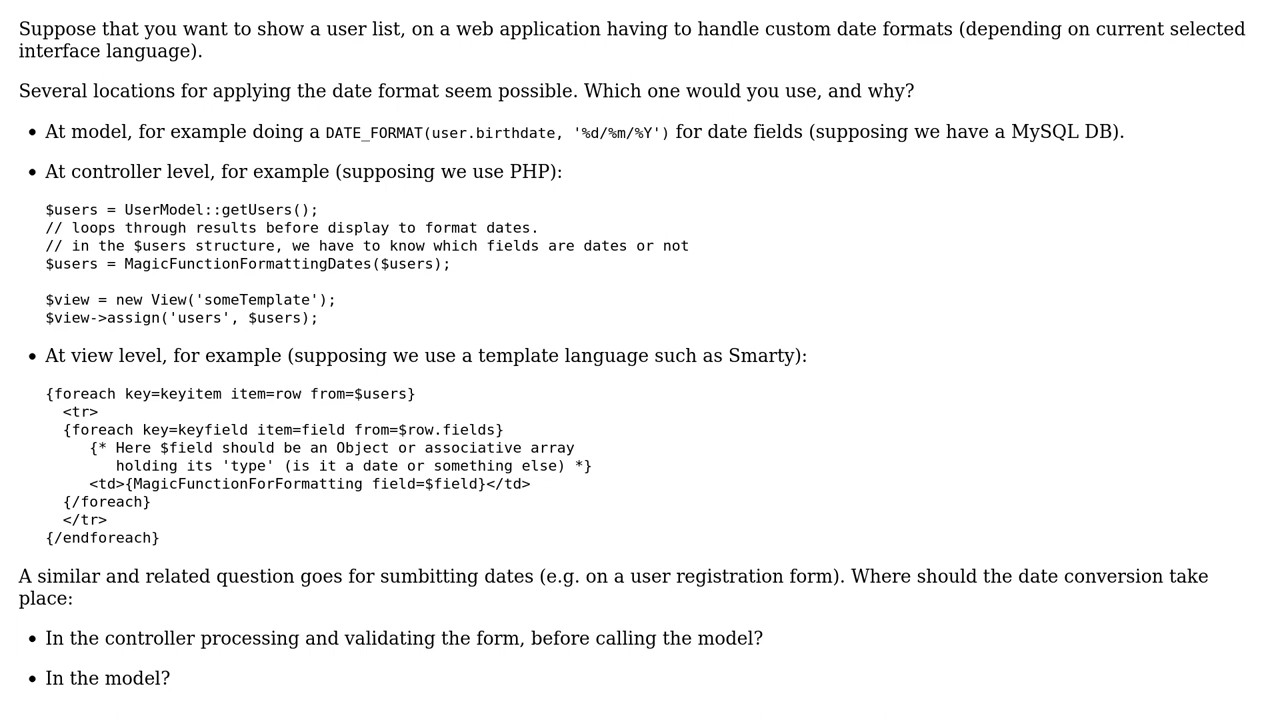 Suppose that you want to show a user list, on a web application having to handle custom date formats (depending on current selected
interface language).
Several locations for applying the date format seem possible. Which one would you use, and why?
• At model, for example doing a DATE_FORMAT(user.birthdate, '%d/%m/%Y') for date fields (supposing we have a MySQL DB).
• At controller level, for example (supposing we use PHP):
$users = UserModel::getUsers();
// loops through results before display to format dates.
// in the $users structure, we have to know which fields are dates or not
$users = MagicFunctionFormattingDates($users);
$view = new View('someTemplate');
$view->assign('users', $users);
• At view level, for example (supposing we use a template language such as Smarty):
{foreach key=keyitem item=row from=$users}
  <tr>
  {foreach key=keyfield item=field from=$row.fields}
     {* Here $field should be an Object or associative array
        holding its 'type' (is it a date or something else) *}
     <td>{MagicFunctionForFormatting field=$field}</td>
  {/foreach}
  </tr>
{/endforeach}
A similar and related question goes for sumbitting dates (e.g. on a user registration form). Where should the date conversion take
place:
• In the controller processing and validating the form, before calling the model?
• In the model?